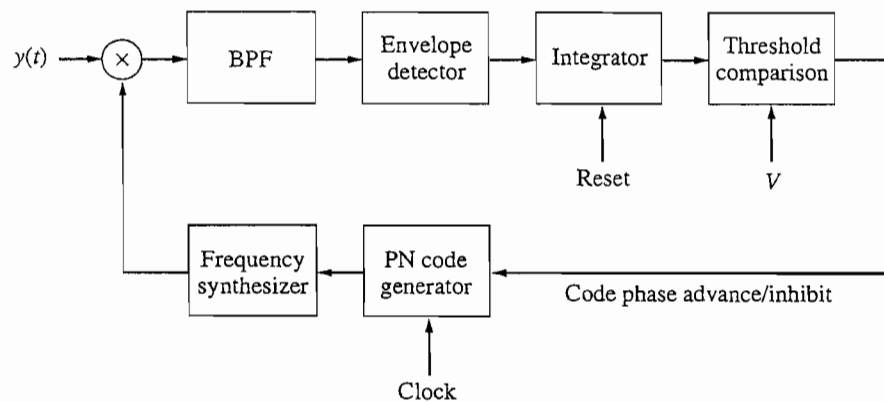 y(t)
×
BPF
Envelope
detector
Integrator
Threshold
comparison
Reset
V
Frequency
synthesizer
PN code
generator
Code phase advance/inhibit
Clock